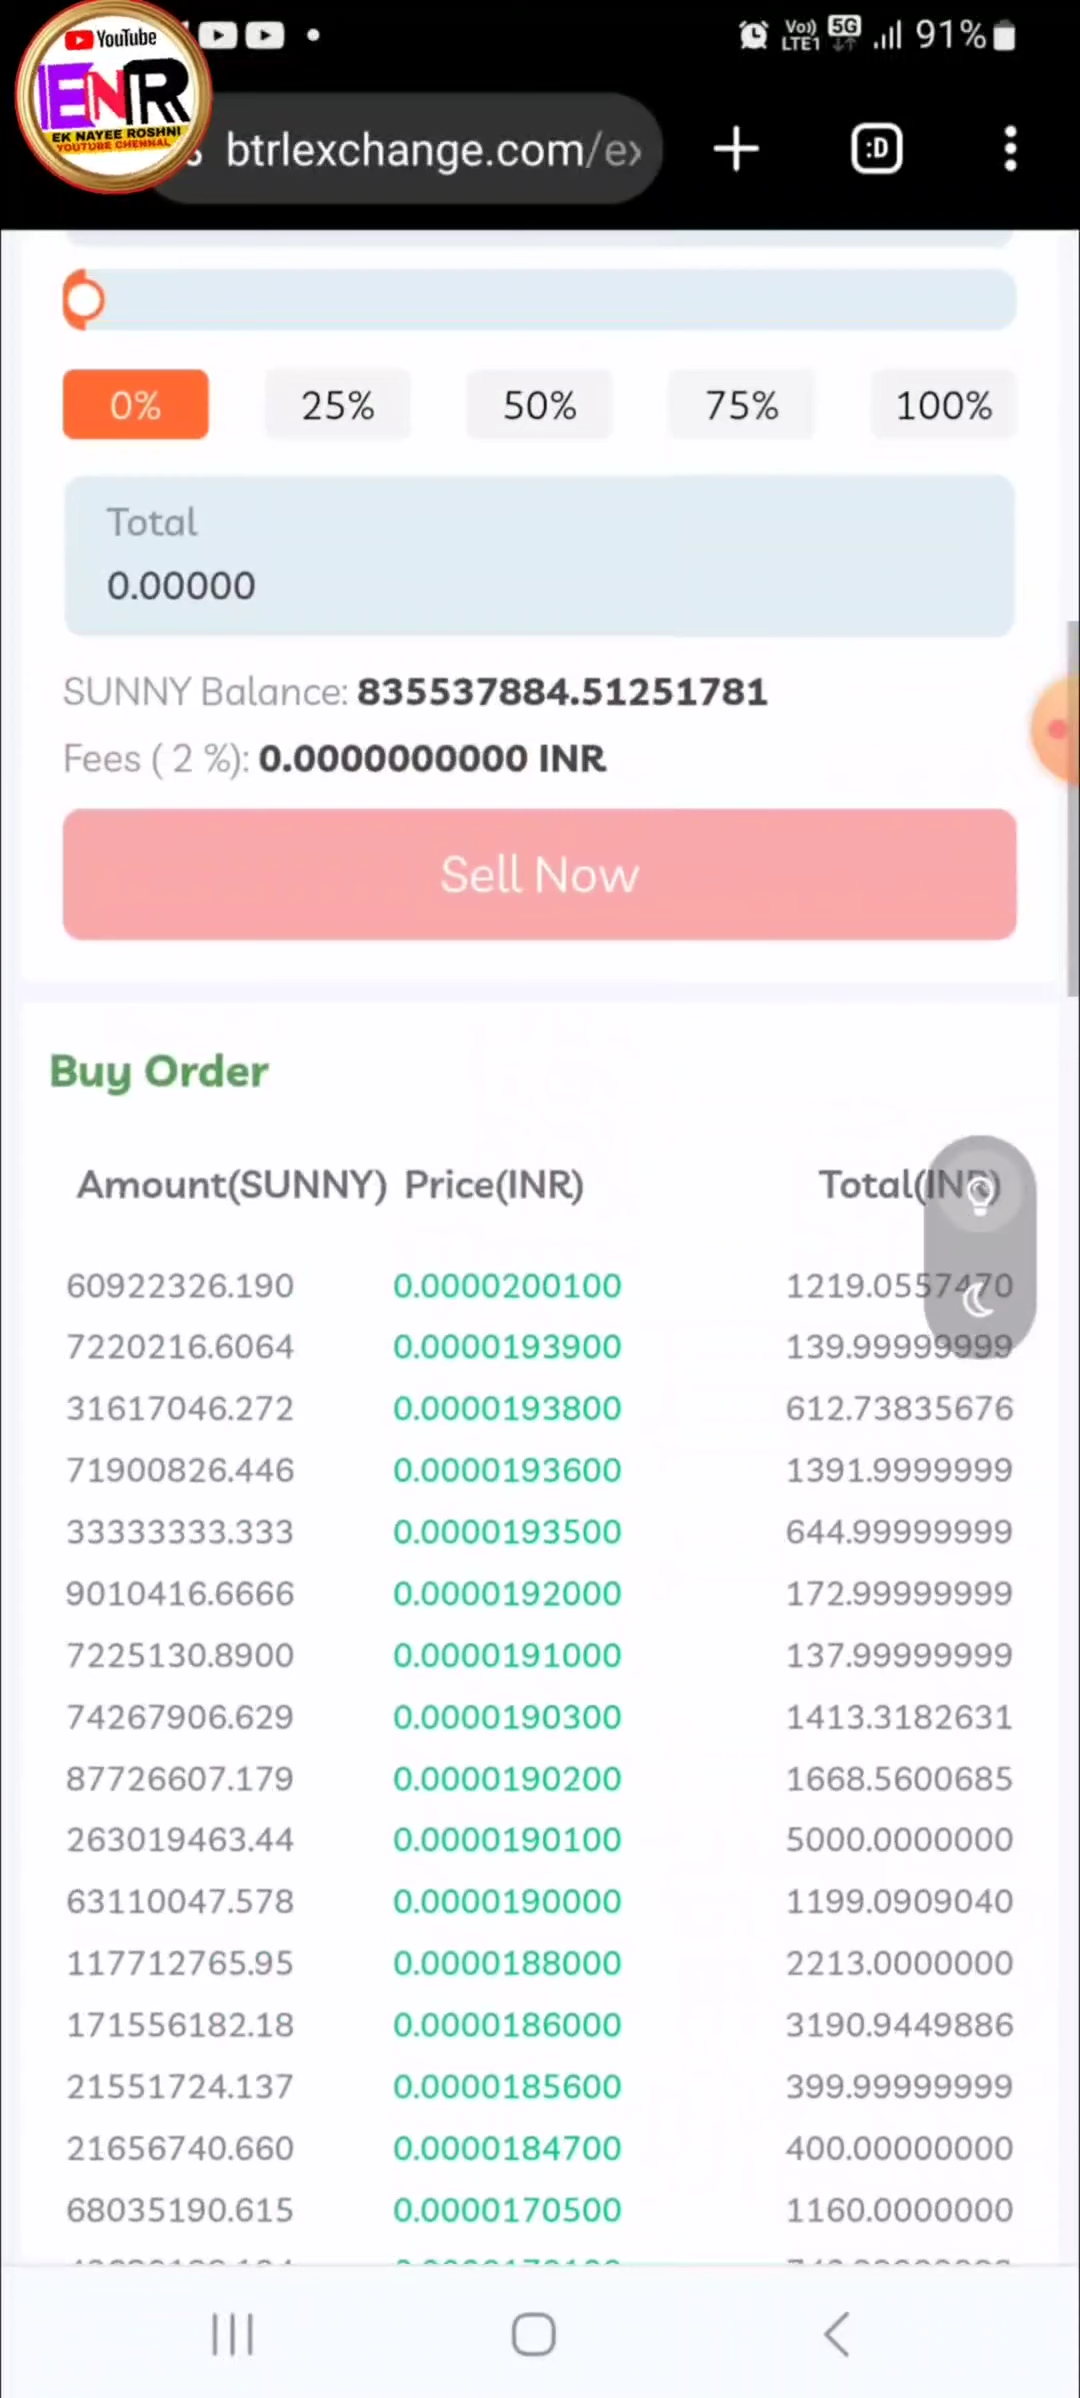 YouTube
ENR
EK NAYEE ROSHNI
YOUTUBE CHENNAL
Vo)) LTE1 5G 91%
btrlexchange.com/e
:D
0% 25% 50% 75% 100%
Total
0.00000
SUNNY Balance: 835537884.51251781
Fees ( 2 %): 0.0000000000 INR
Sell Now
Buy Order
Amount(SUNNY) Price(INR) Total(INR)
60922326.190 0.0000200100 1219.0557470
7220216.6064 0.0000193900 139.99999999
31617046.272 0.0000193800 612.73835676
71900826.446 0.0000193600 1391.9999999
33333333.333 0.0000193500 644.99999999
9010416.6666 0.0000192000 172.99999999
7225130.8900 0.0000191000 137.99999999
74267906.629 0.0000190300 1413.3182631
87726607.179 0.0000190200 1668.5600685
263019463.44 0.0000190100 5000.0000000
63110047.578 0.0000190000 1199.0909040
117712765.95 0.0000188000 2213.0000000
171556182.18 0.0000186000 3190.9449886
21551724.137 0.0000185600 399.99999999
21656740.660 0.0000184700 400.00000000
68035190.615 0.0000170500 1160.0000000